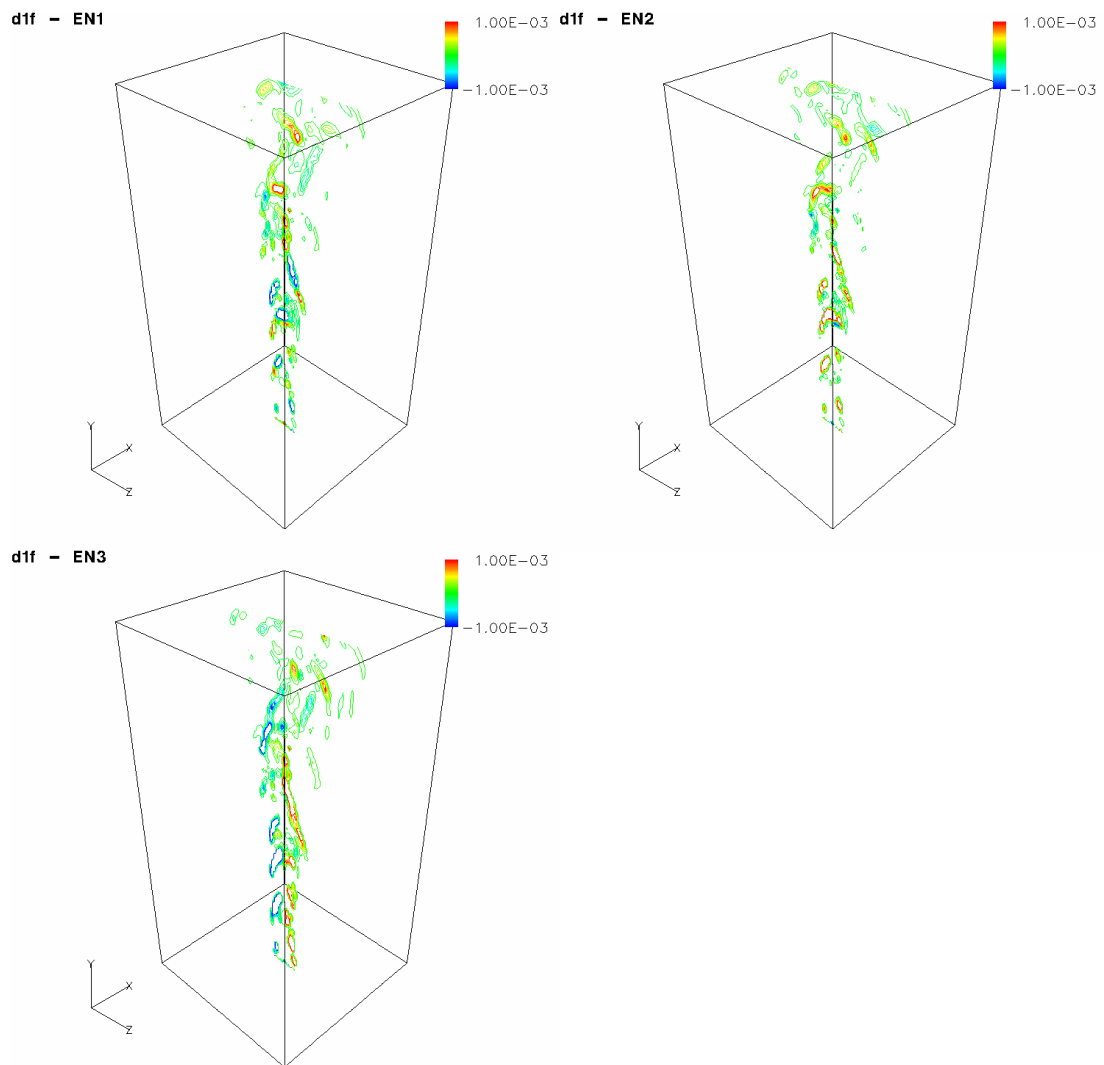 d1f – EN1
1.00E-03
-1.00E-03
Y
X
Z
d1f – EN2
1.00E-03
-1.00E-03
Y
X
Z
d1f – EN3
1.00E-03
-1.00E-03
Y
X
Z